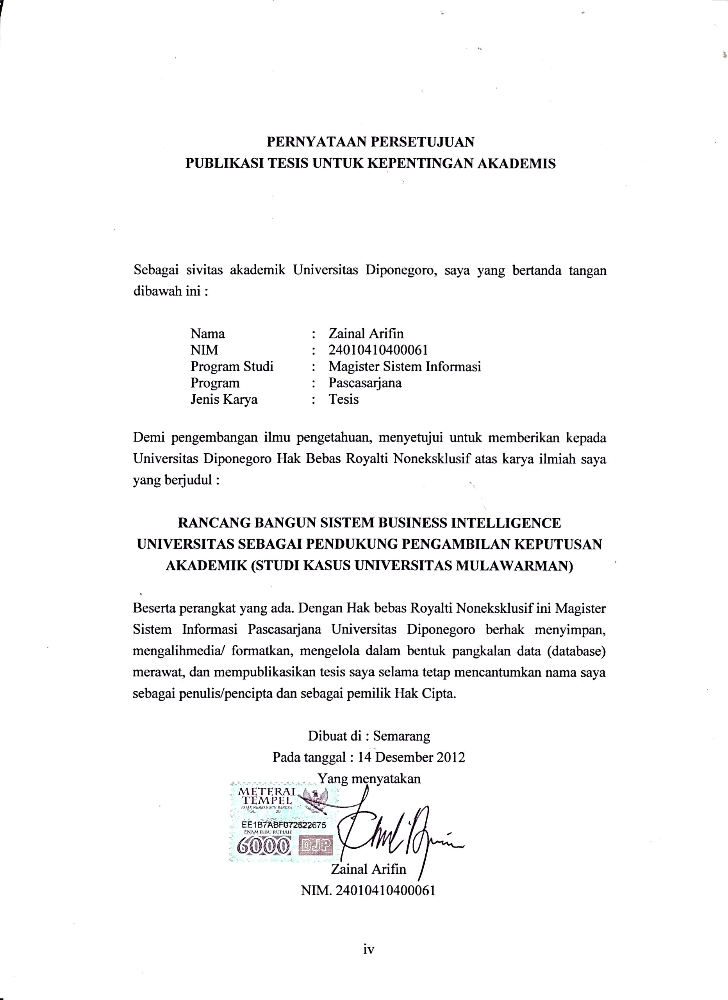 PERNYATAAN PERSETUJUAN
PUBLIKASI TESIS UNTUK KEPENTINGAN AKADEMIS
Sebagai sivitas akademik Universitas Diponegoro, saya yang bertanda tangan
dibawah ini :
Nama : Zainal Arifin
NIM : 24010410400061
Program Studi : Magister Sistem Informasi
Program : Pascasarjana
Jenis Karya : Tesis
Demi pengembangan ilmu pengetahuan, menyetujui untuk memberikan kepada
Universitas Diponegoro Hak Bebas Royalti Noneksklusif atas karya ilmiah saya
yang berjudul :
RANCANG BANGUN SISTEM BUSINESS INTELLIGENCE
UNIVERSITAS SEBAGAI PENDUKUNG PENGAMBILAN KEPUTUSAN
AKADEMIK (STUDI KASUS UNIVERSITAS MULAWARMAN)
Beserta perangkat yang ada. Dengan Hak bebas Royalti Noneksklusif ini Magister
Sistem Informasi Pascasarjana Universitas Diponegoro berhak menyimpan,
mengalihmedia/ formatkan, mengelola dalam bentuk pangkalan data (database)
merawat, dan mempublikasikan tesis saya selama tetap mencantumkan nama saya
sebagai penulis/pencipta dan sebagai pemilik Hak Cipta.
Dibuat di : Semarang
Pada tanggal : 14 Desember 2012
Yang menyatakan
METERAI
TEMPEL
PAJAK MEMBANGUN BANGSA
TGL. 20
EE1B7ABF072622675
ENAM RIBU RUPIAH
6000 DJP
Zainal Arifin
NIM. 24010410400061
iv